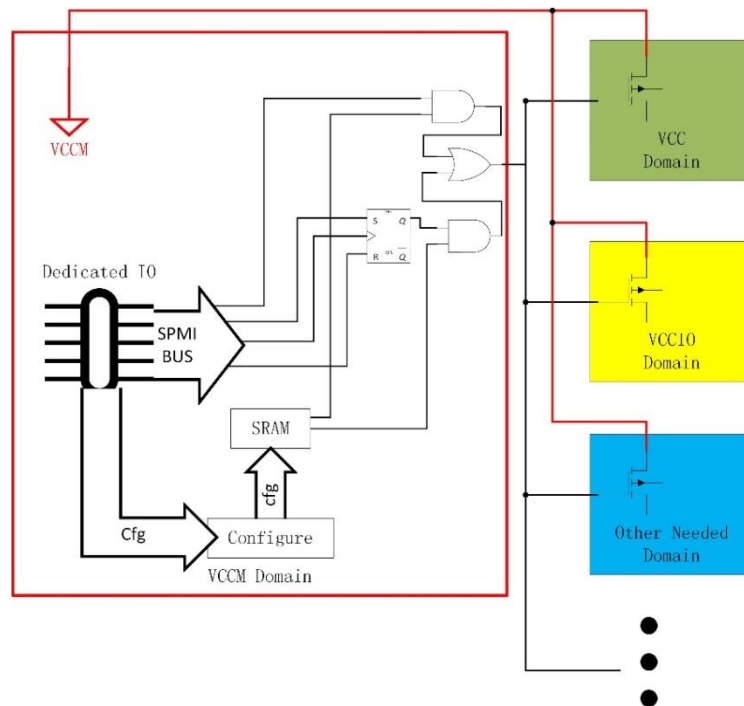 VCCM
VCC
Domain
S
Q
R
Q
Dedicated IO
SPMI
BUS
VCCIO
Domain
SRAM
cfg
Cfg
Configure
VCCM Domain
Other Needed
Domain